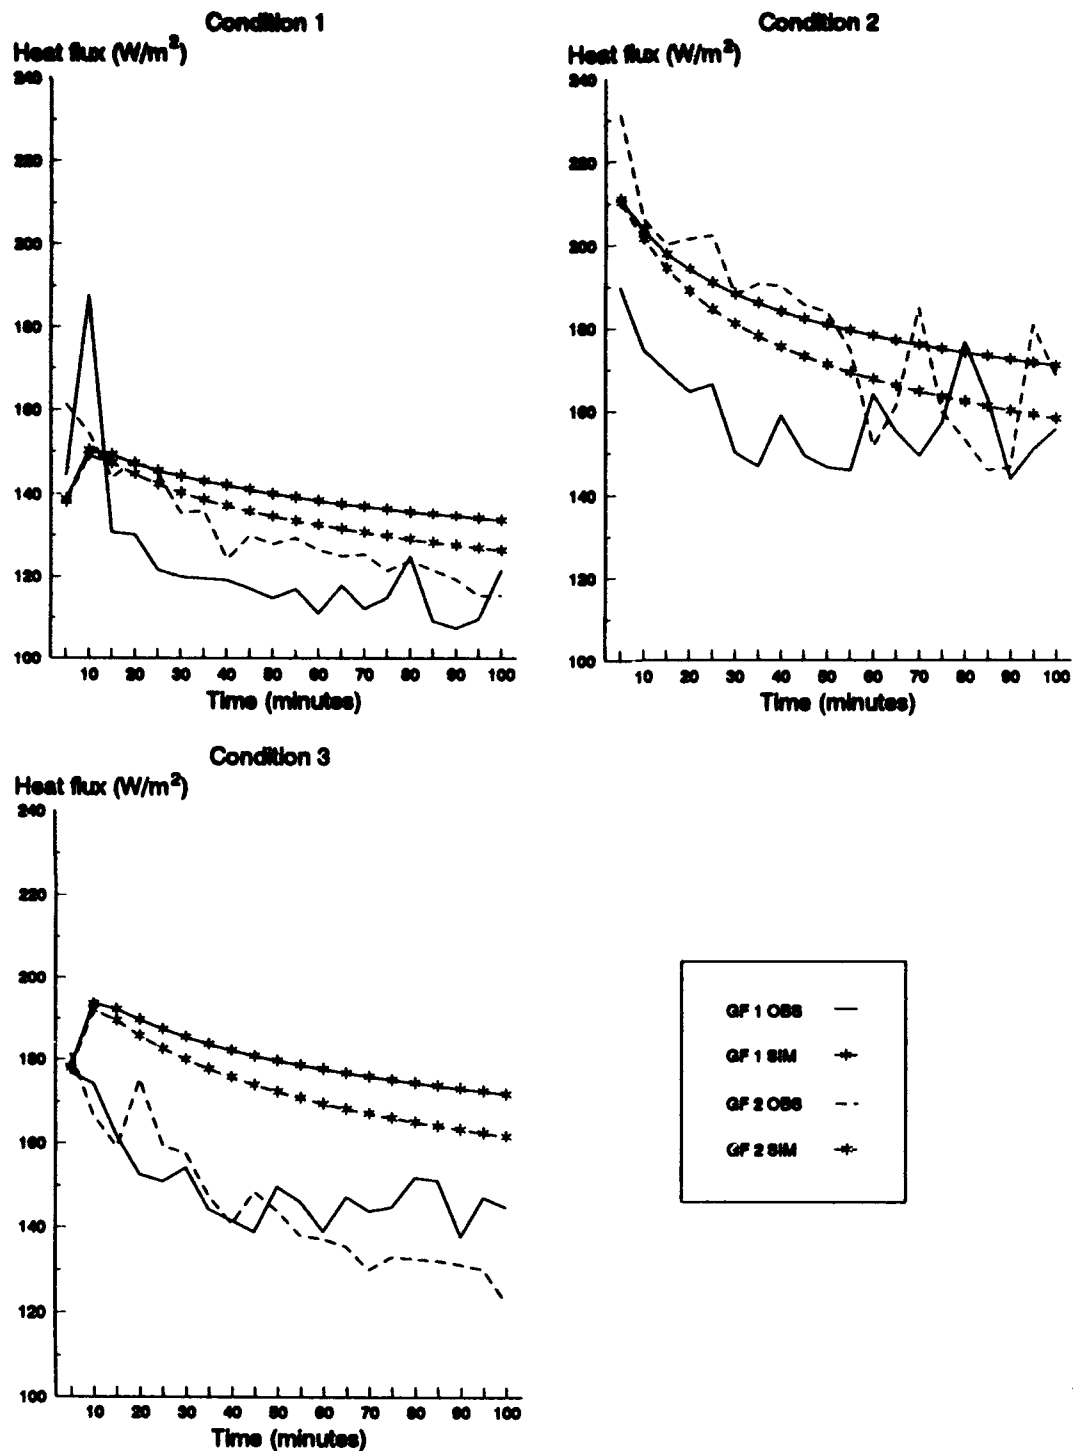 Condition 1
Heat flux (W/m²)
240
220
200
180
160
140
120
100
10 20 30 40 50 60 70 80 90 100
Time (minutes)
Condition 2
Heat flux (W/m²)
240
220
200
180
160
140
120
100
10 20 30 40 50 60 70 80 90 100
Time (minutes)
Condition 3
Heat flux (W/m²)
240
220
200
180
160
140
120
100
10 20 30 40 50 60 70 80 90 100
Time (minutes)
GF 1 OBS
GF 1 SIM
GF 2 OBS
GF 2 SIM